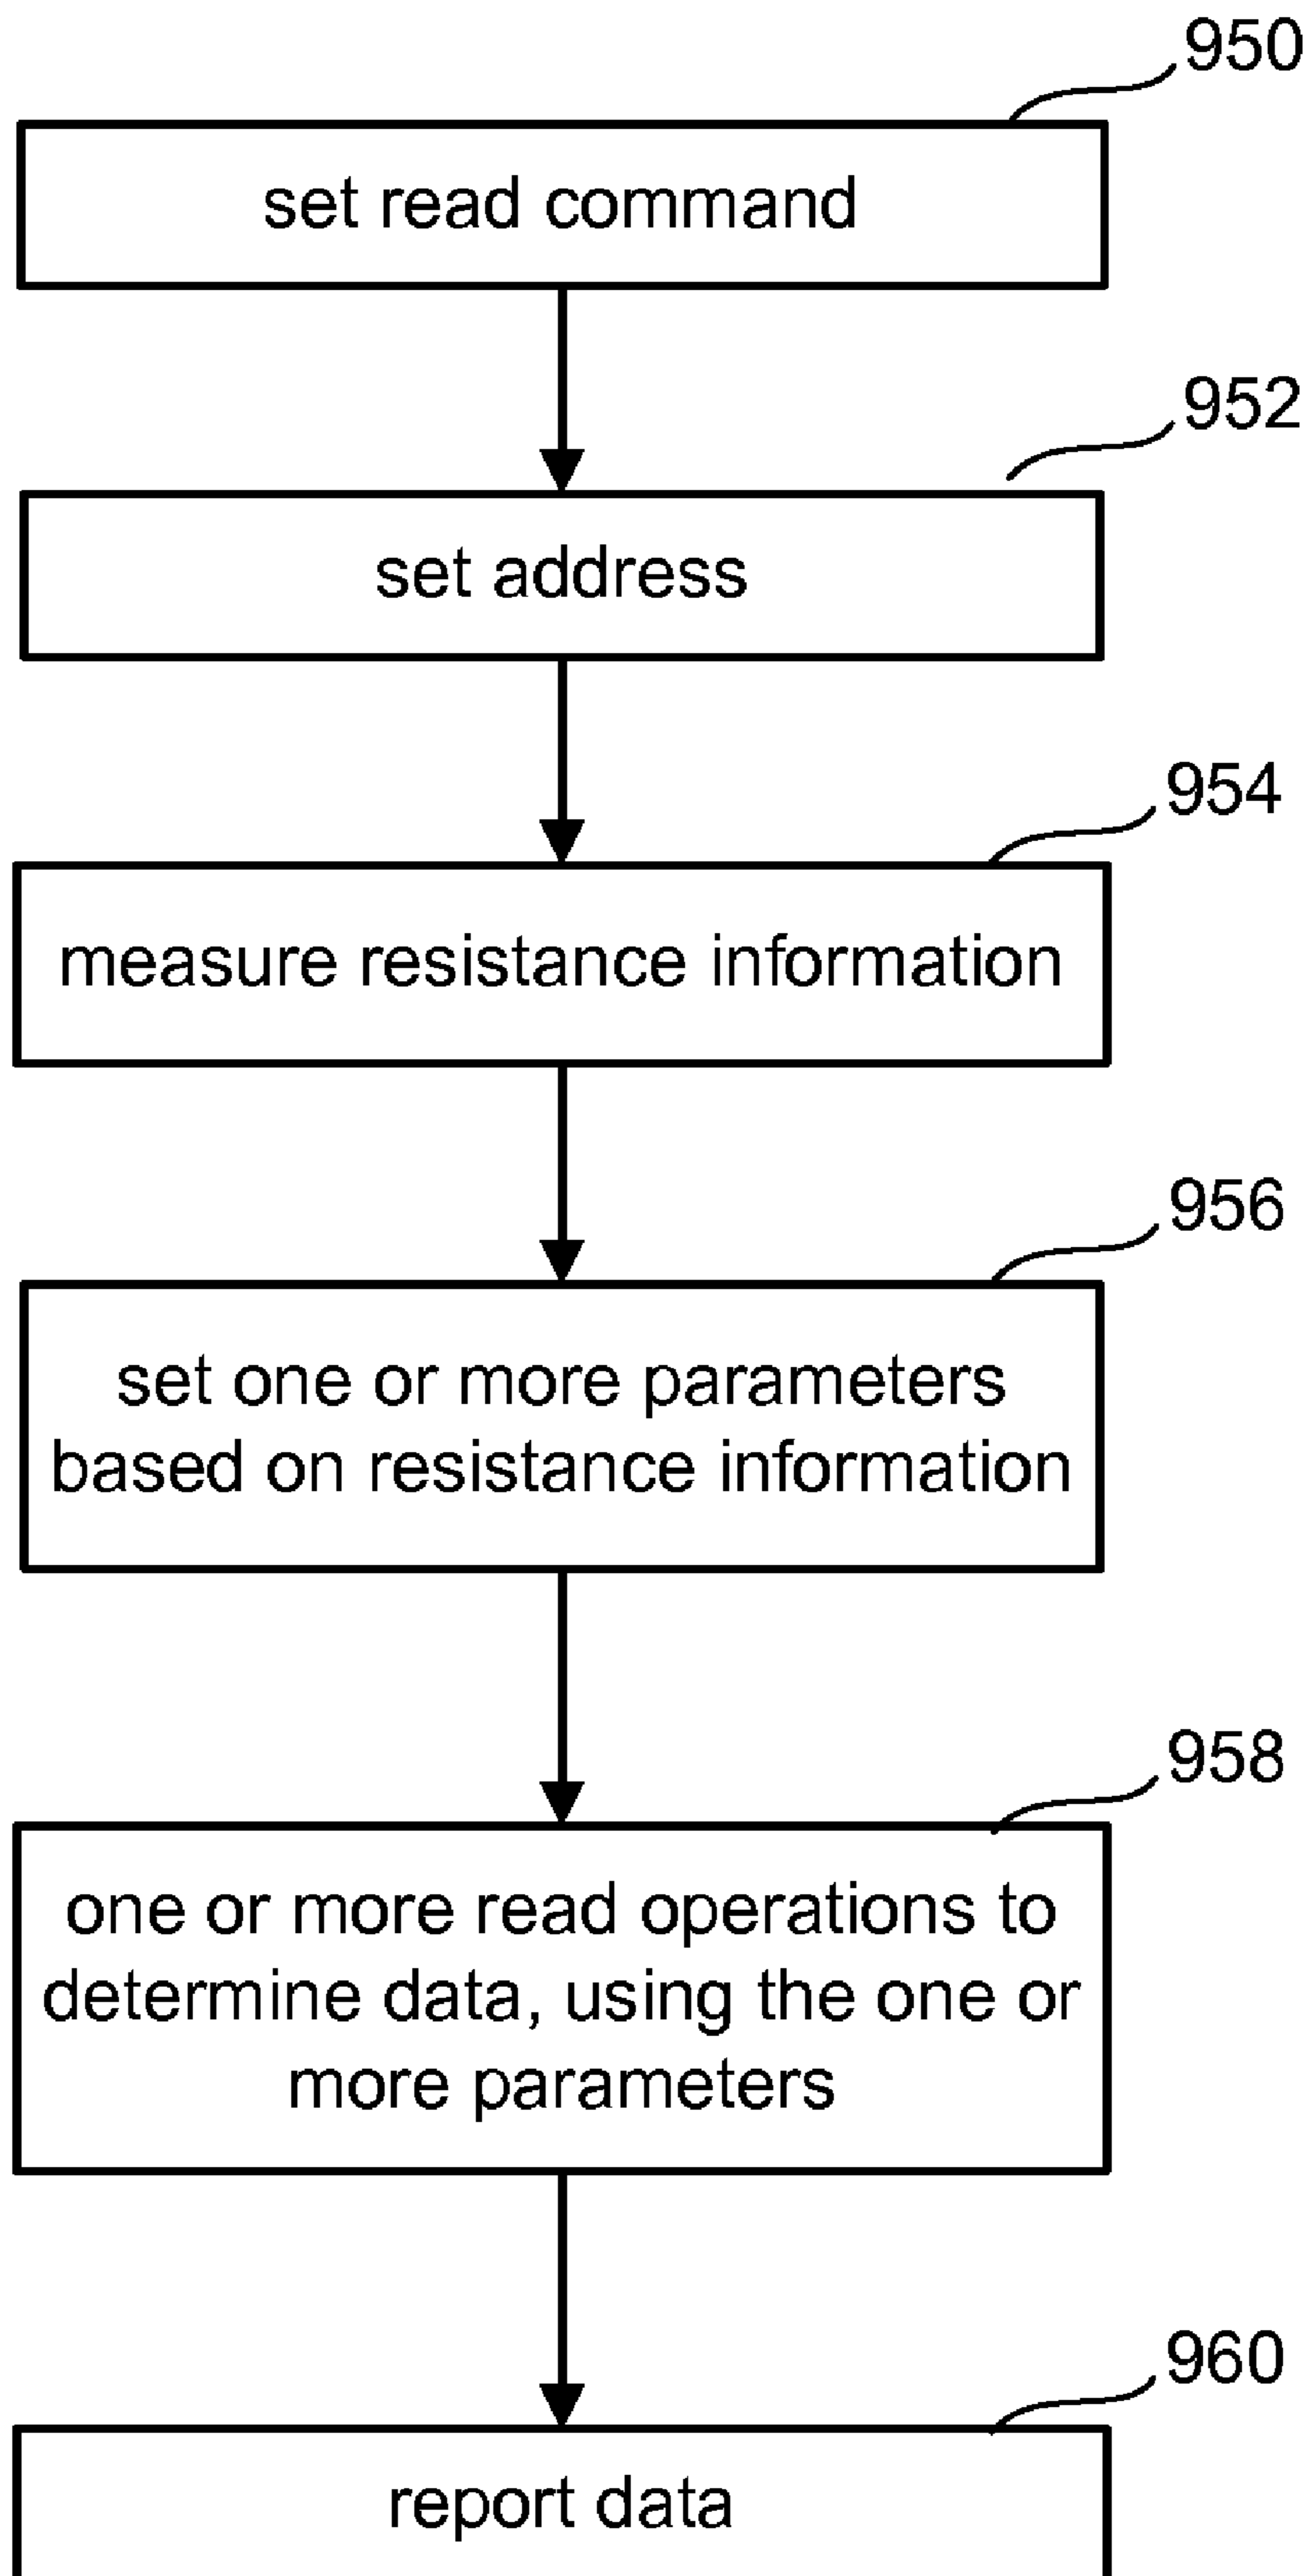 950
set read command
952
set address
954
measure resistance information
956
set one or more parameters
based on resistance information
958
one or more read operations to
determine data, using the one or
more parameters
960
report data